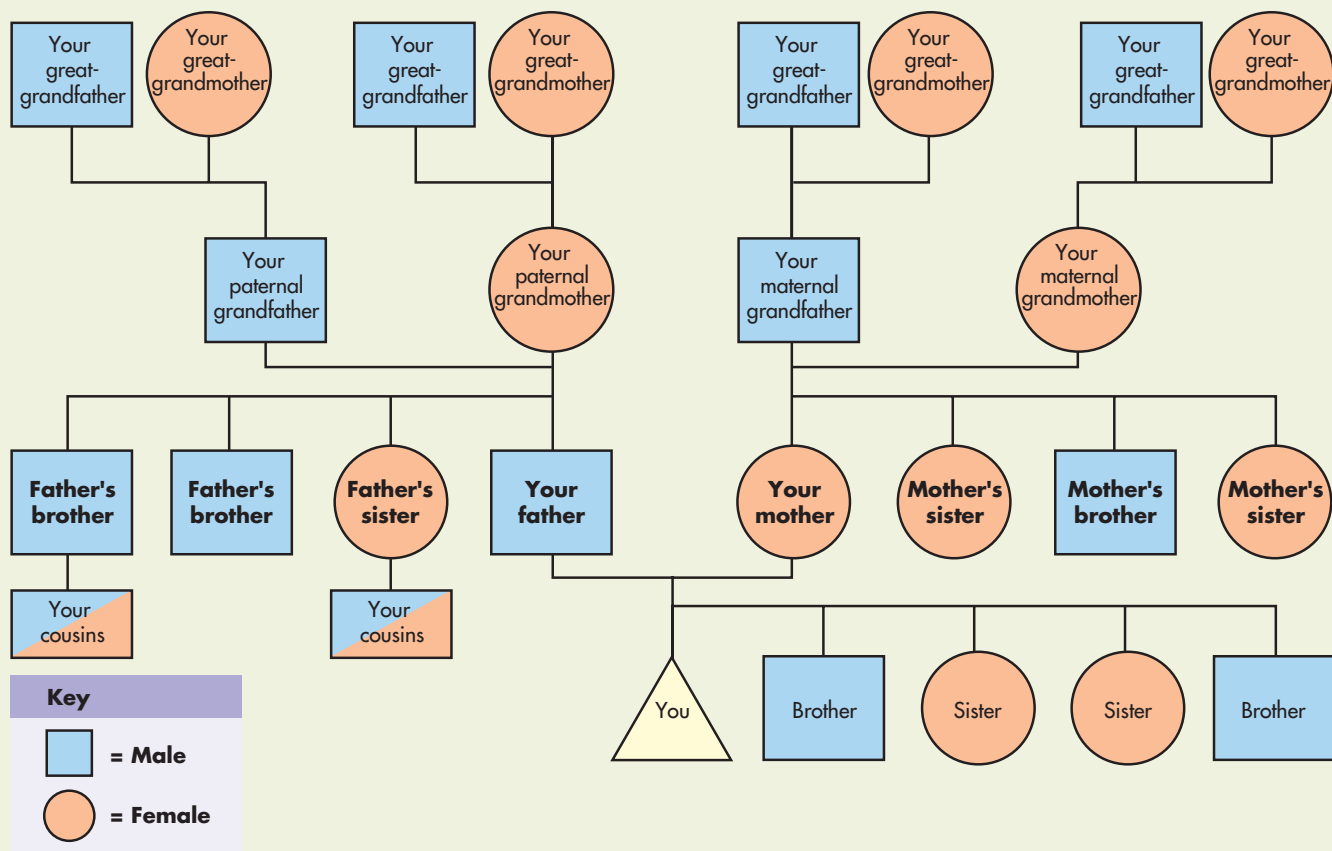 Your
great-
grandfather
Your
great-
grandmother
Your
great-
grandfather
Your
great-
grandmother
Your
great-
grandfather
Your
great-
grandmother
Your
great-
grandfather
Your
great-
grandmother
Your
paternal
grandfather
Your
paternal
grandmother
Your
maternal
grandfather
Your
maternal
grandmother
Father's
brother
Father's
brother
Father's
sister
Your
father
Your
mother
Mother's
sister
Mother's
brother
Mother's
sister
Your
cousins
Your
cousins
You
Brother
Sister
Sister
Brother
Key
= Male
= Female